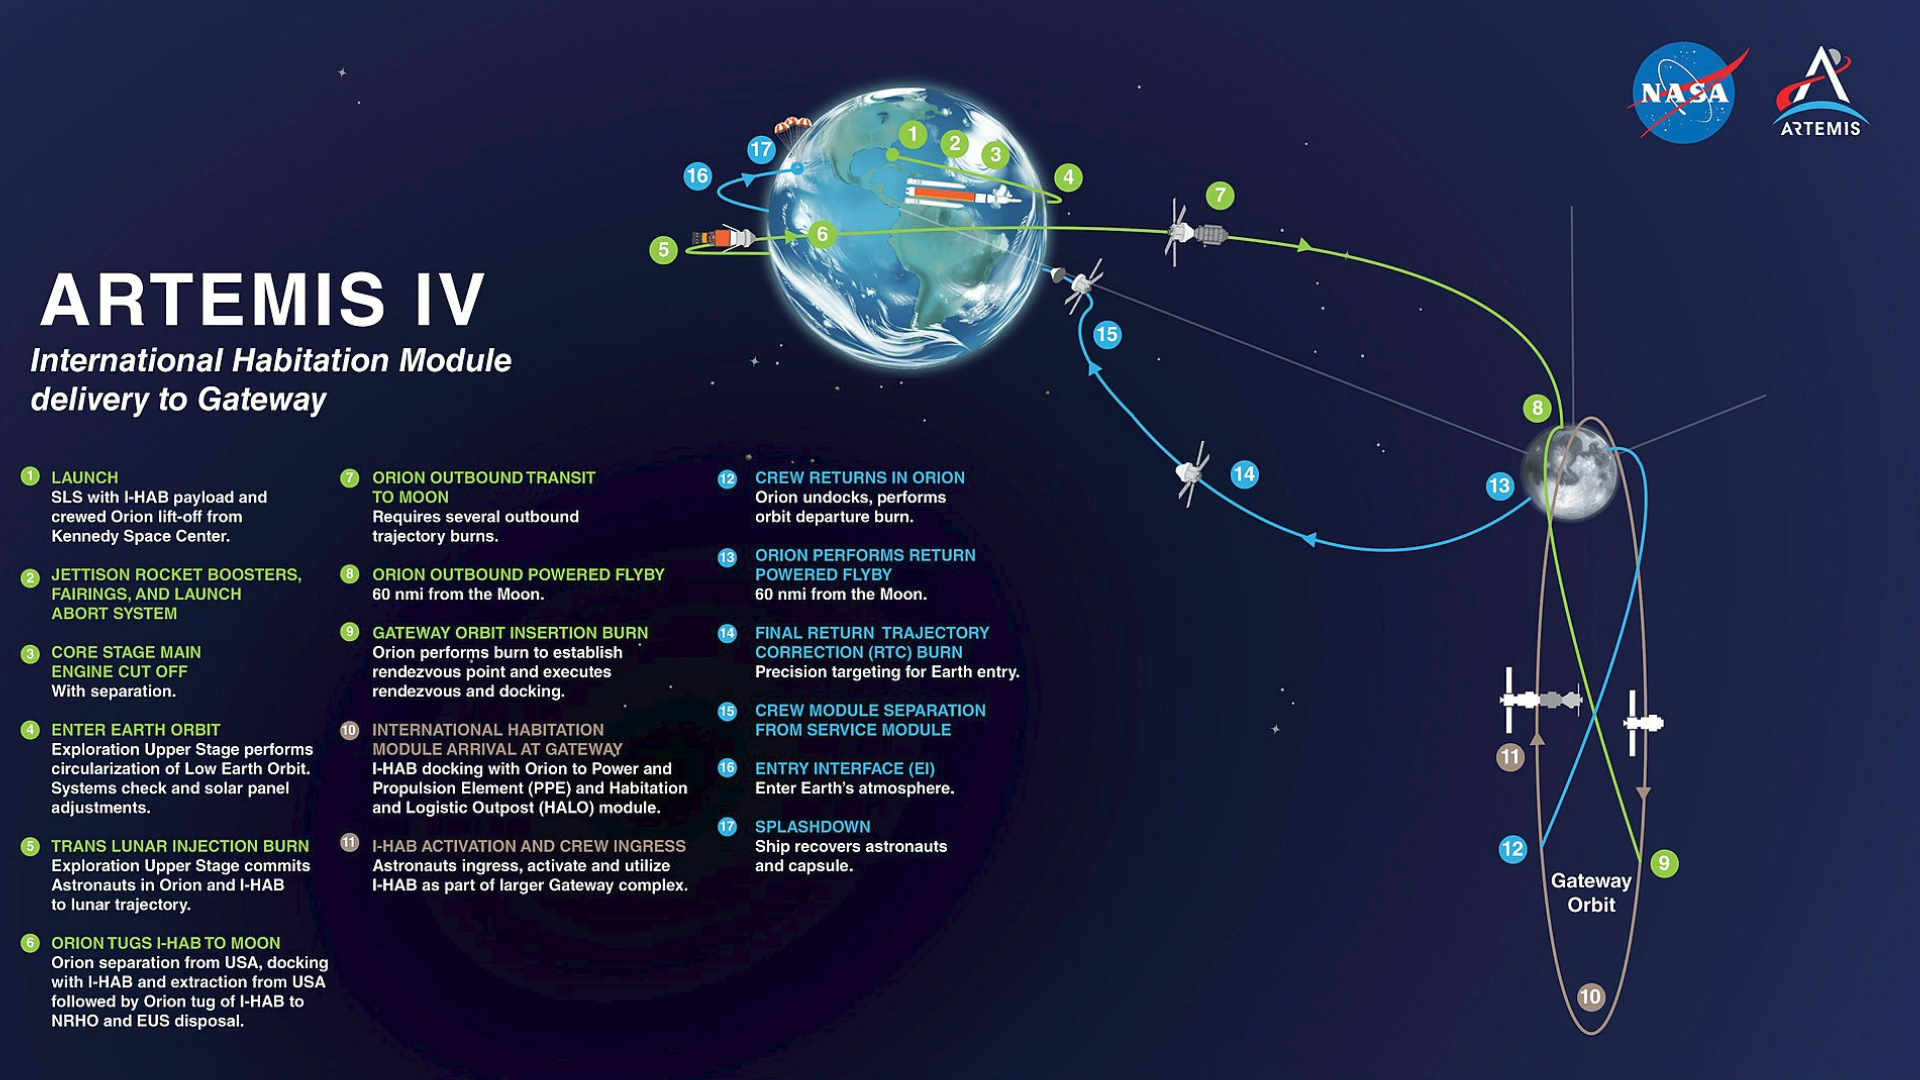 NASA
ARTEMIS
1
2
3
4
5
6
7
8
9
10
11
12
13
14
15
16
17
Gateway
Orbit
ARTEMIS IV
International Habitation Module
delivery to Gateway
1 LAUNCH
SLS with I-HAB payload and
crewed Orion lift-off from
Kennedy Space Center.
2 JETTISON ROCKET BOOSTERS,
FAIRINGS, AND LAUNCH
ABORT SYSTEM
3 CORE STAGE MAIN
ENGINE CUT OFF
With separation.
4 ENTER EARTH ORBIT
Exploration Upper Stage performs
circularization of Low Earth Orbit.
Systems check and solar panel
adjustments.
5 TRANS LUNAR INJECTION BURN
Exploration Upper Stage commits
Astronauts in Orion and I-HAB
to lunar trajectory.
6 ORION TUGS I-HAB TO MOON
Orion separation from USA, docking
with I-HAB and extraction from USA
followed by Orion tug of I-HAB to
NRHO and EUS disposal.
7 ORION OUTBOUND TRANSIT
TO MOON
Requires several outbound
trajectory burns.
8 ORION OUTBOUND POWERED FLYBY
60 nmi from the Moon.
9 GATEWAY ORBIT INSERTION BURN
Orion performs burn to establish
rendezvous point and executes
rendezvous and docking.
10 INTERNATIONAL HABITATION
MODULE ARRIVAL AT GATEWAY
I-HAB docking with Orion to Power and
Propulsion Element (PPE) and Habitation
and Logistic Outpost (HALO) module.
11 I-HAB ACTIVATION AND CREW INGRESS
Astronauts ingress, activate and utilize
I-HAB as part of larger Gateway complex.
12 CREW RETURNS IN ORION
Orion undocks, performs
orbit departure burn.
13 ORION PERFORMS RETURN
POWERED FLYBY
60 nmi from the Moon.
14 FINAL RETURN TRAJECTORY
CORRECTION (RTC) BURN
Precision targeting for Earth entry.
15 CREW MODULE SEPARATION
FROM SERVICE MODULE
16 ENTRY INTERFACE (EI)
Enter Earth's atmosphere.
17 SPLASHDOWN
Ship recovers astronauts
and capsule.